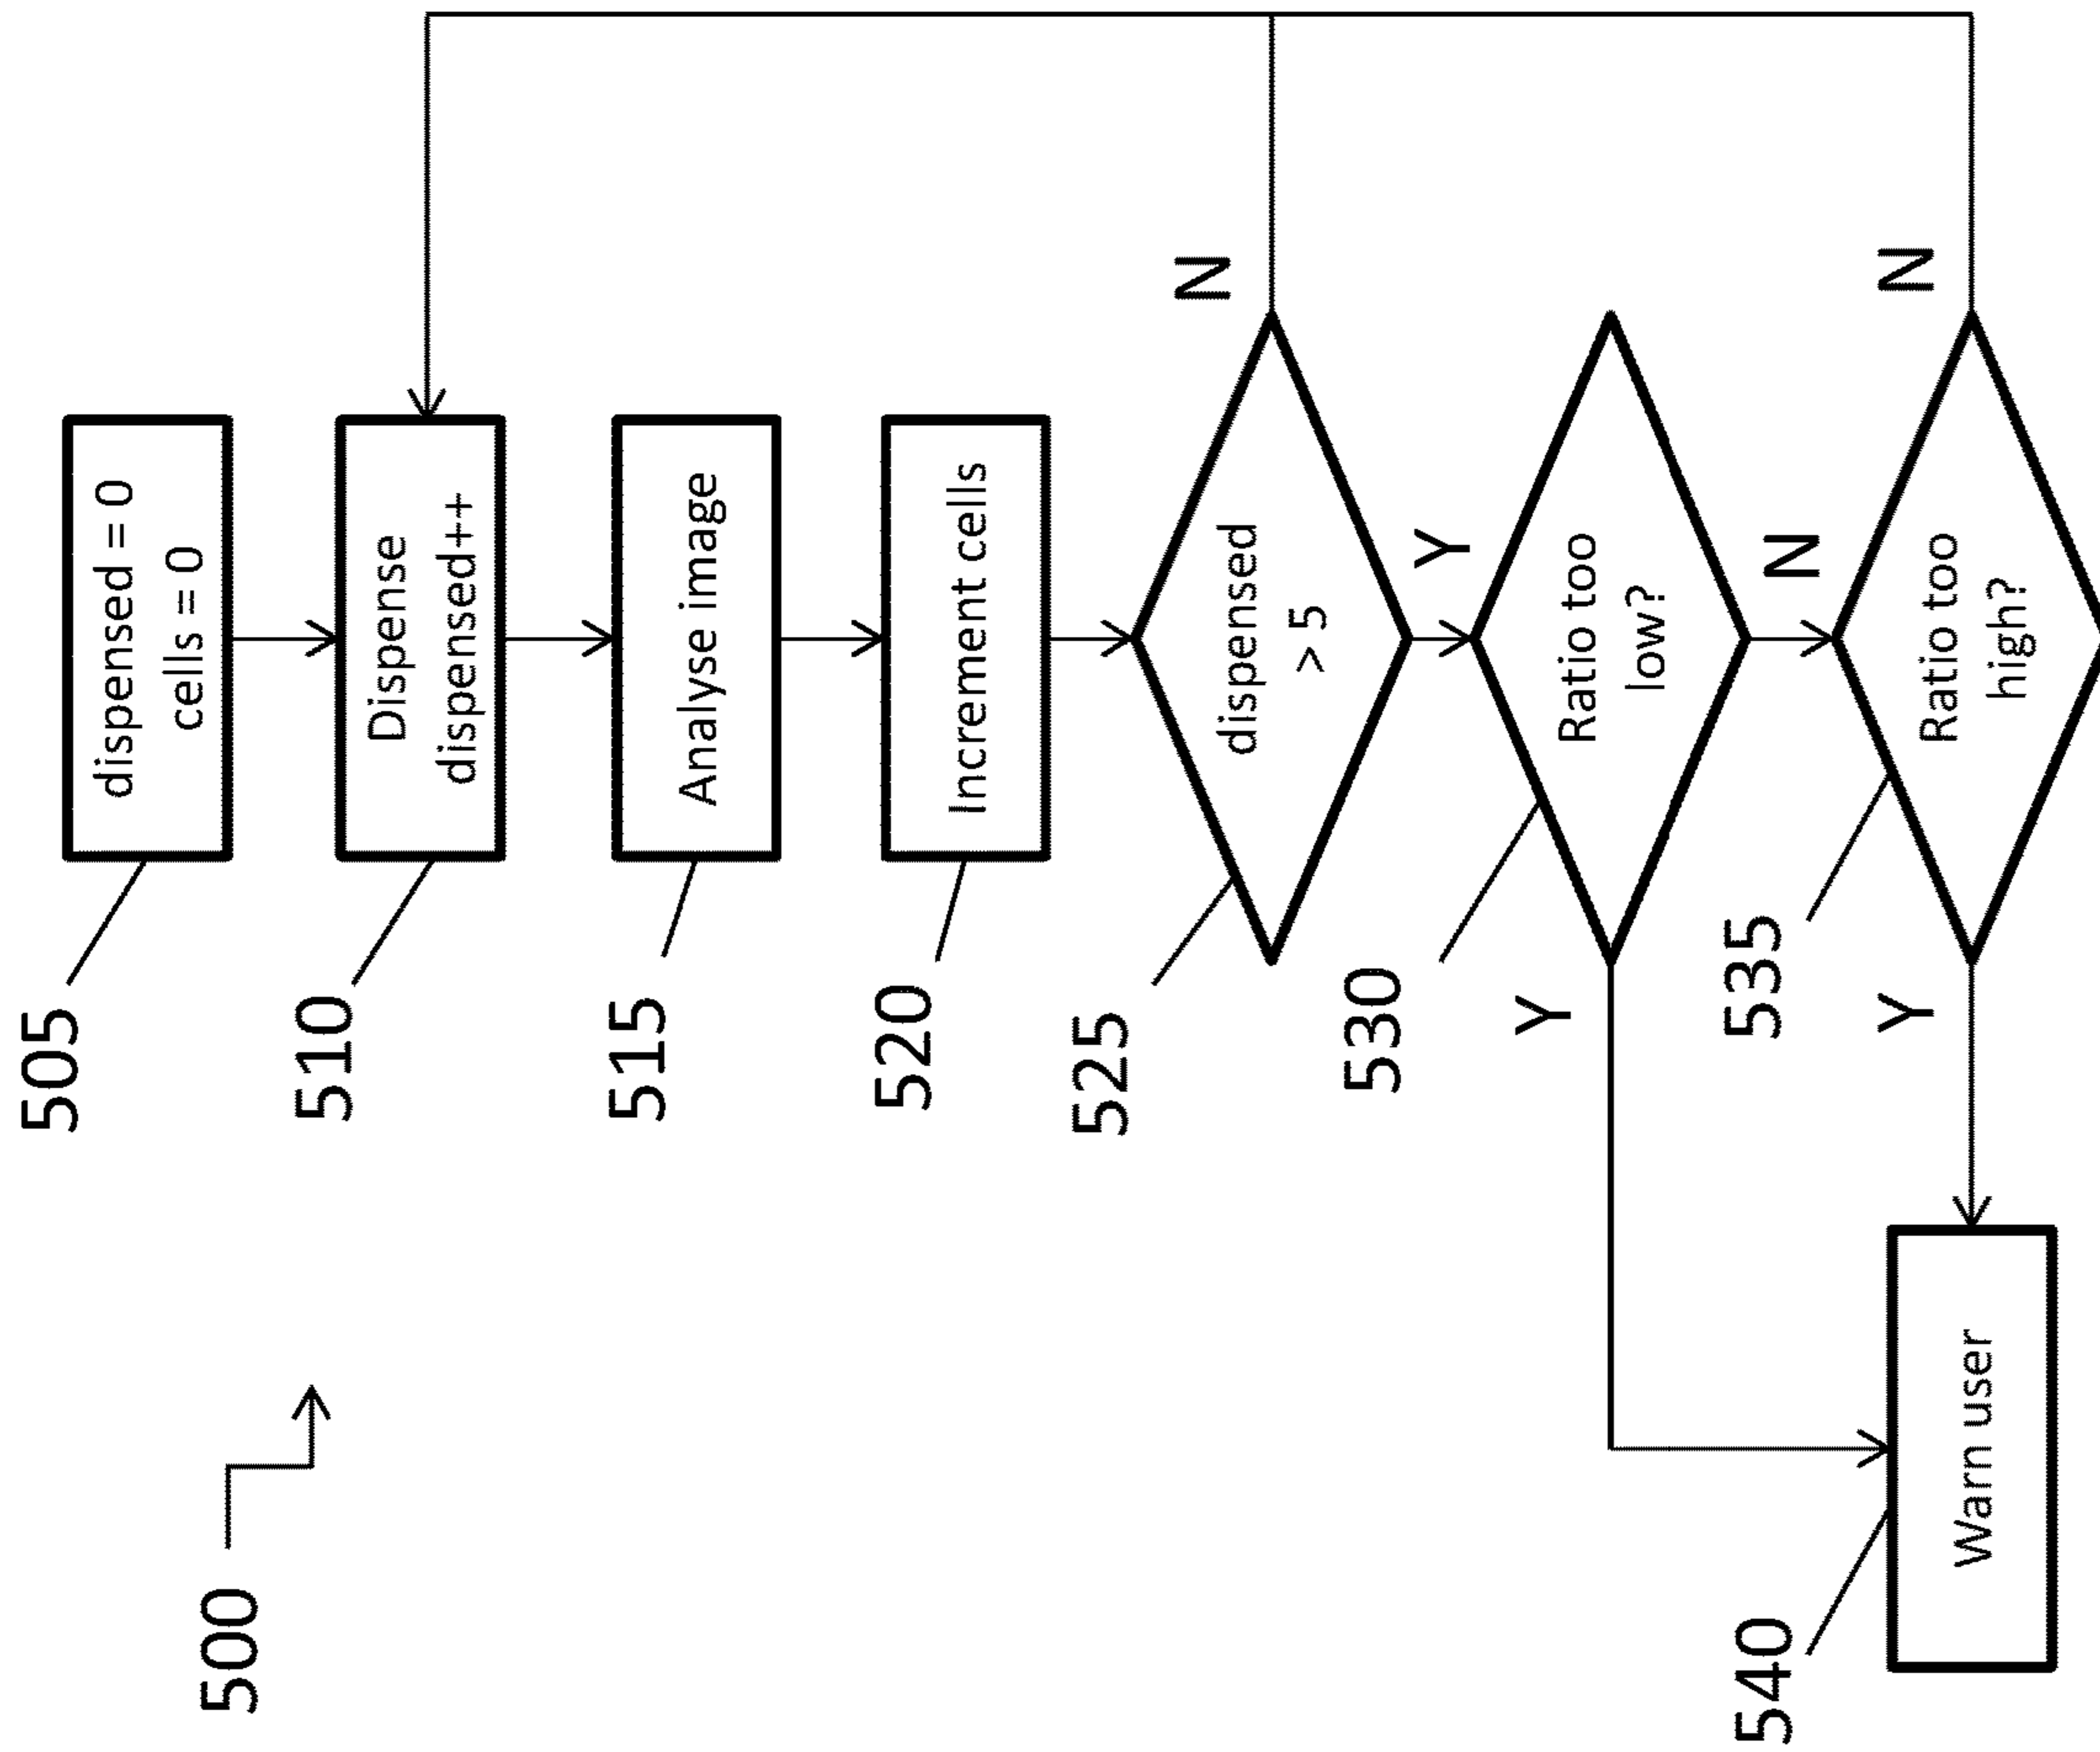 500
505
dispensed = 0
cells = 0
510
Dispense
dispensed++
515
Analyse image
520
Increment cells
525
dispensed
> 5
N
Y
530
Ratio too
low?
Y
N
535
Ratio too
high?
Y
N
540
Warn user